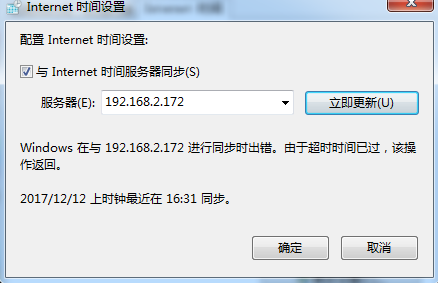 Internet 时间设置
配置 Internet 时间设置:
与 Internet 时间服务器同步(S)
服务器(E):
192.168.2.172
立即更新(U)
Windows 在与 192.168.2.172 进行同步时出错。由于超时时间已过，该操
作返回。
2017/12/12 上时钟最近在 16:31 同步。
确定
取消